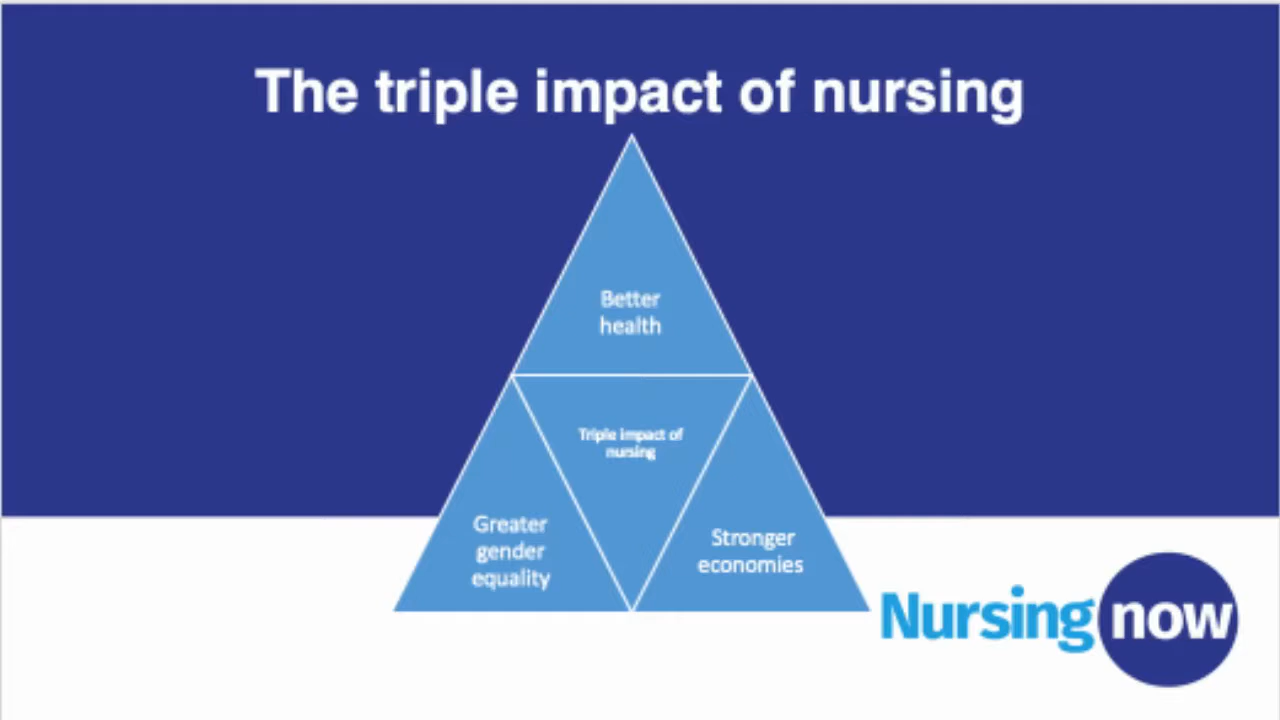 The triple impact of nursing
Better
health
Triple impact of
nursing
Greater
gender
equality
Stronger
economies
Nursing now